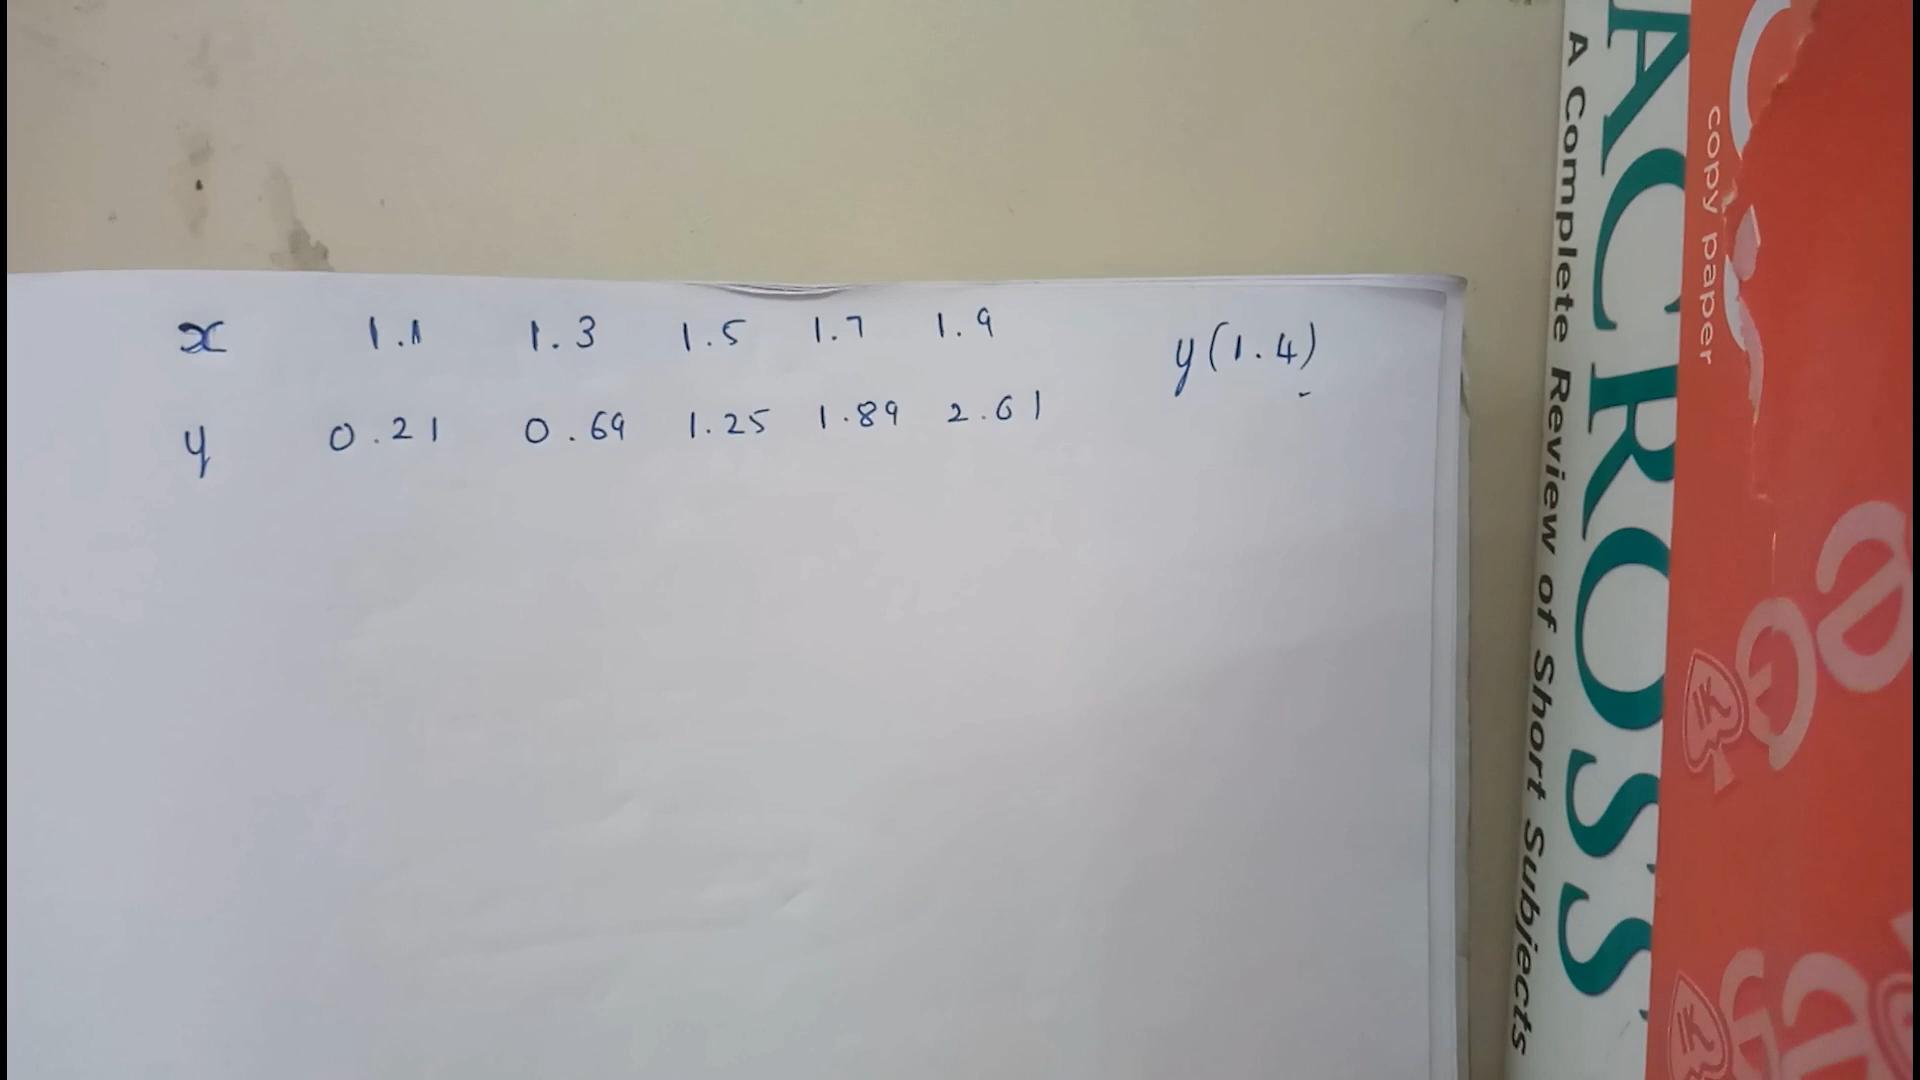 x 1.1 1.3 1.5 1.7 1.9 y(1.4)
y 0.21 0.69 1.25 1.89 2.61
ACROSS
A Complete Review of Short Subjects
copy paper